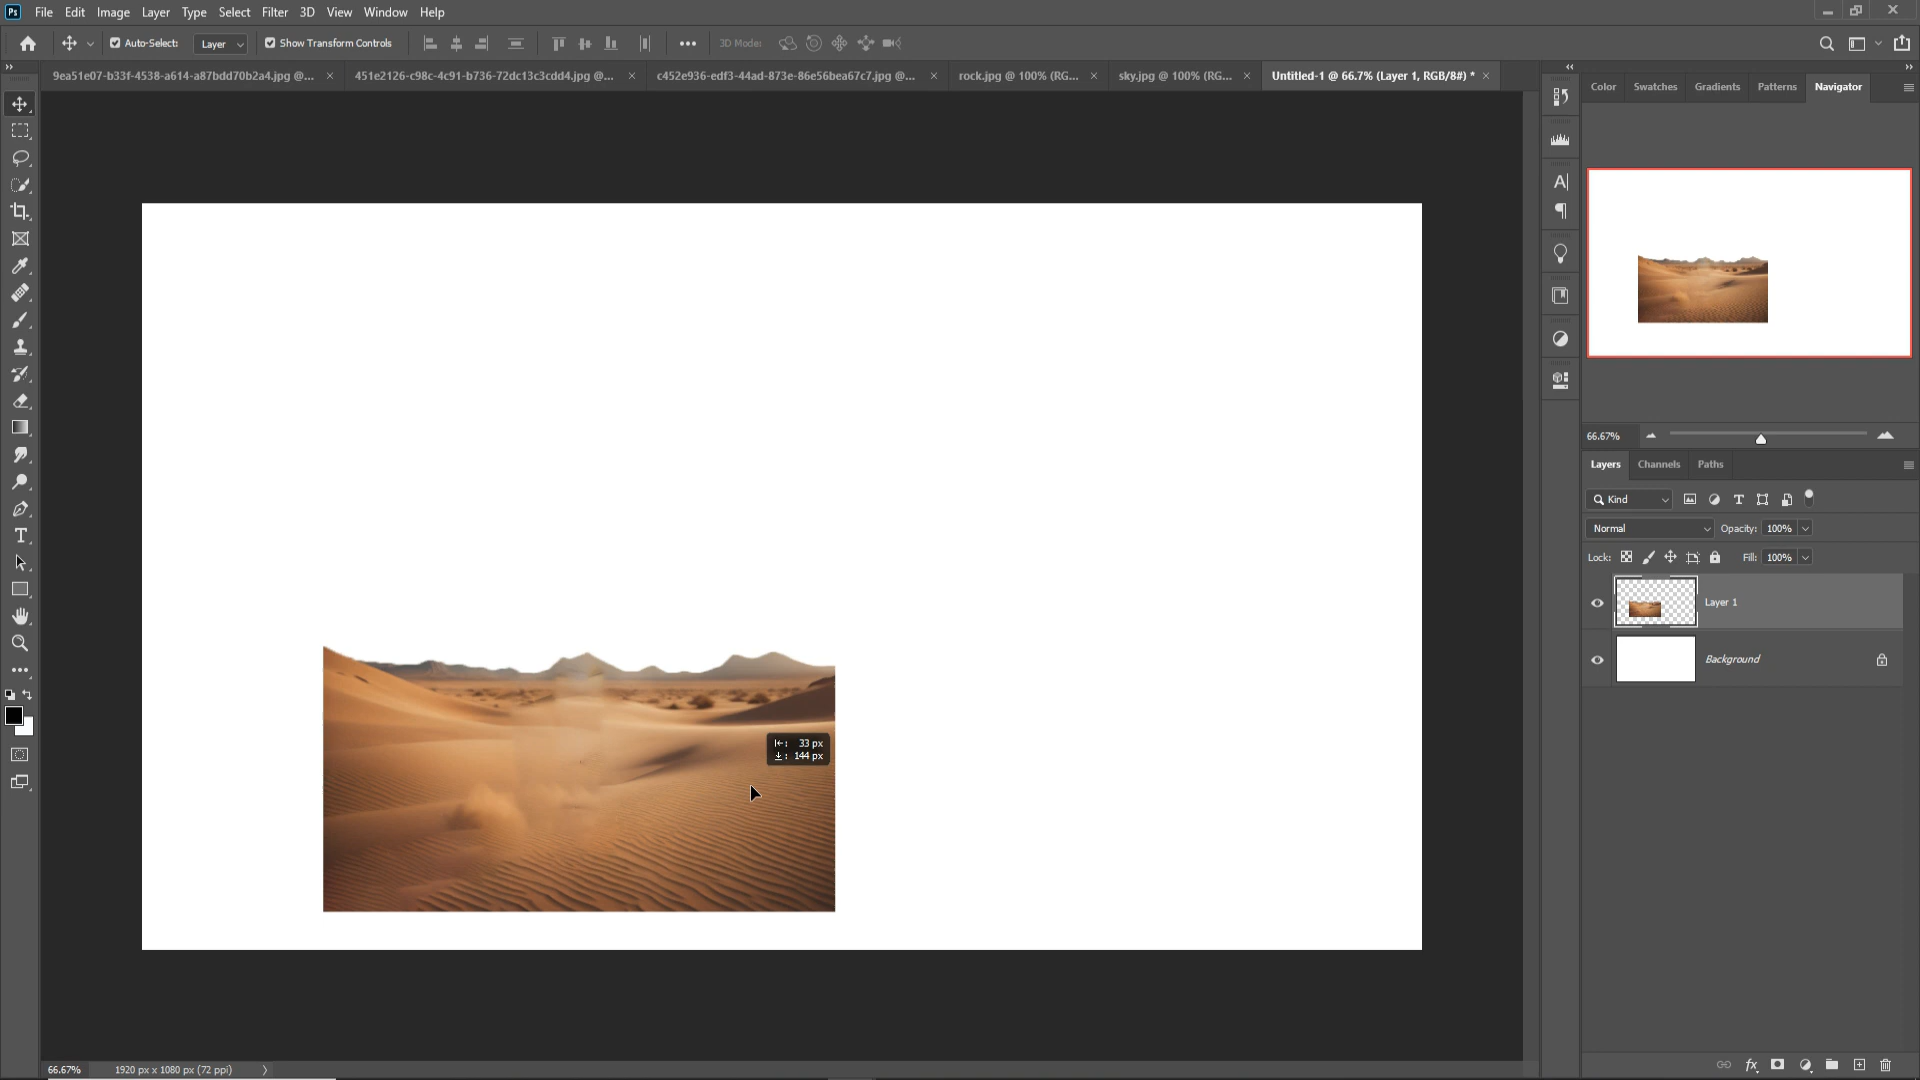 Ps File Edit Image Layer Type Select Filter 3D View Window Help
Auto-Select: Layer Show Transform Controls 3D Mode:
9ea51e07-b33f-4538-a614-a87bdd70b2a4.jpg @... 451e2126-c98c-4c91-b736-72dc13c3cdd4.jpg @... c452e936-edf3-44ad-873e-86e56bea67c7.jpg @... rock.jpg @ 100% (RG... sky.jpg @ 100% (RG... Untitled-1 @ 66.7% (Layer 1, RGB/8#) *
Color Swatches Gradients Patterns Navigator
66.67%
Layers Channels Paths
Kind
Normal Opacity: 100%
Lock: Fill: 100%
Layer 1
Background
33 px
144 px
66.67% 1920 px x 1080 px (72 ppi)